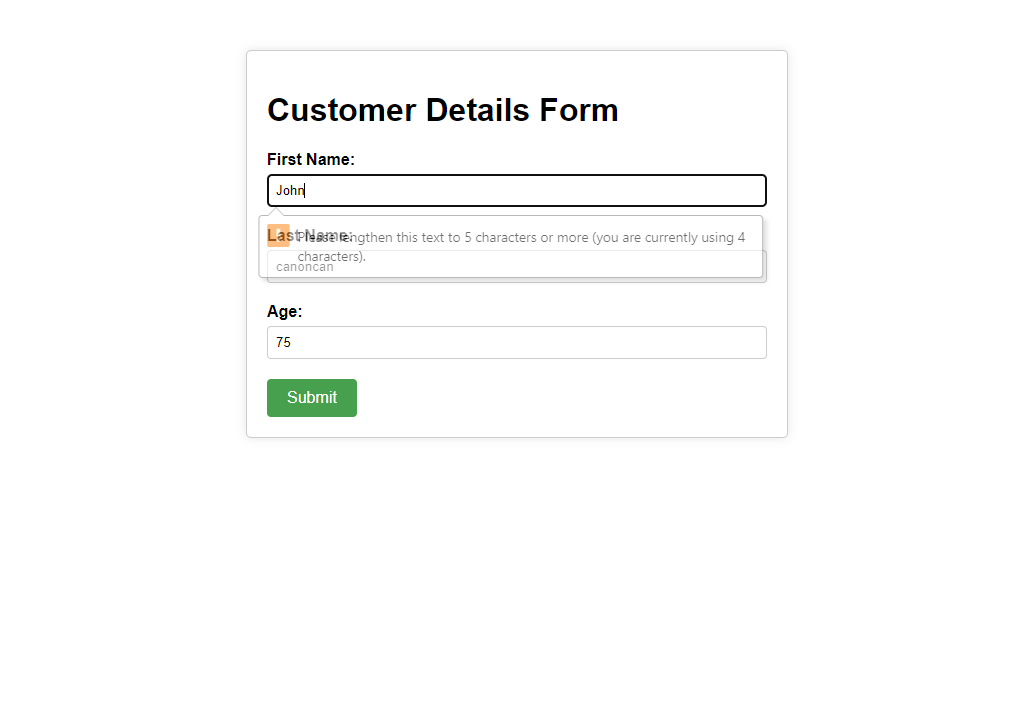 Customer Details Form
First Name:
John
Last Name:
Please lengthen this text to 5 characters or more (you are currently using 4
characters).
canoncan
Age:
75
Submit